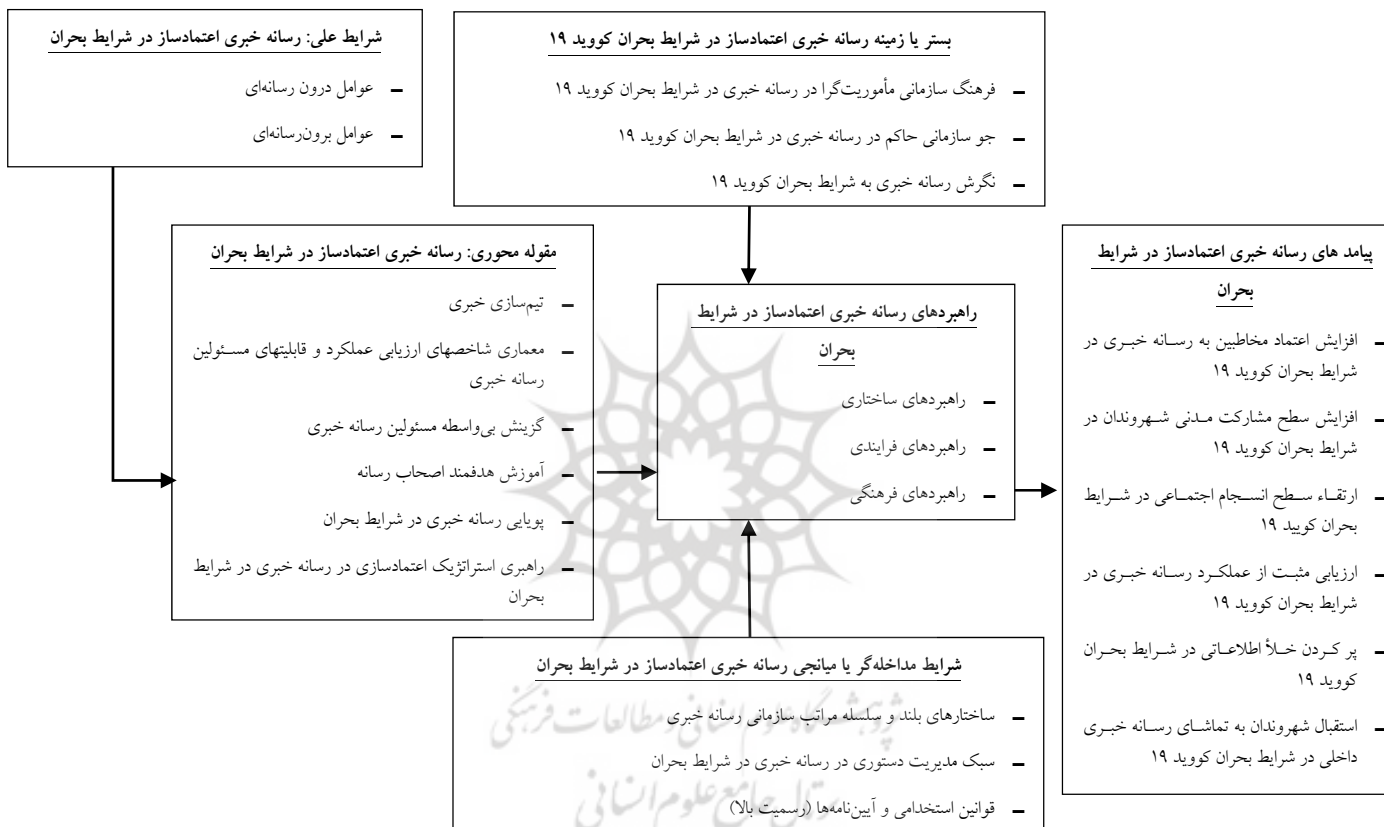 شرایط علی: رسانه خبری اعتمادساز در شرایط بحران
– عوامل درون رسانه‌ای
– عوامل برون‌رسانه‌ای
بستر یا زمینه رسانه خبری اعتمادساز در شرایط بحران کووید ۱۹
– فرهنگ سازمانی مأموریت‌گرا در رسانه خبری در شرایط بحران کووید ۱۹
– جو سازمانی حاکم در رسانه خبری در شرایط بحران کووید ۱۹
– نگرش رسانه خبری به شرایط بحران کووید ۱۹
مقوله محوری: رسانه خبری اعتمادساز در شرایط بحران
– تیم‌سازی خبری
– معماری شاخصهای ارزیابی عملکرد و قابلیتهای مسئولین
رسانه خبری
– گزینش بی‌واسطه مسئولین رسانه خبری
– آموزش هدفمند اصحاب رسانه
– پویایی رسانه خبری در شرایط بحران
– راهبری استراتژیک اعتمادسازی در رسانه خبری در شرایط
بحران
راهبردهای رسانه خبری اعتمادساز در شرایط
بحران
– راهبردهای ساختاری
– راهبردهای فرایندی
– راهبردهای فرهنگی
پیامد های رسانه خبری اعتمادساز در شرایط
بحران
– افزایش اعتماد مخاطبین به رسانه خبری در
شرایط بحران کووید ۱۹
– افزایش سطح مشارکت مدنی شهروندان در
شرایط بحران کووید ۱۹
– ارتقاء سطح انسجام اجتماعی در شرایط
بحران کویید ۱۹
– ارزیابی مثبت از عملکرد رسانه خبری در
شرایط بحران کووید ۱۹
– پر کردن خلأ اطلاعاتی در شرایط بحران
کووید ۱۹
– استقبال شهروندان به تماشای رسانه خبری
داخلی در شرایط بحران کووید ۱۹
شرایط مداخله‌گر یا میانجی رسانه خبری اعتمادساز در شرایط بحران
– ساختارهای بلند و سلسله مراتب سازمانی رسانه خبری
– سبک مدیریت دستوری در رسانه خبری در شرایط بحران
– قوانین استخدامی و آیین‌نامه‌ها (رسمیت بالا)
پژوهشگاه علوم انسانی و مطالعات فرهنگی
پرتال جامع علوم انسانی